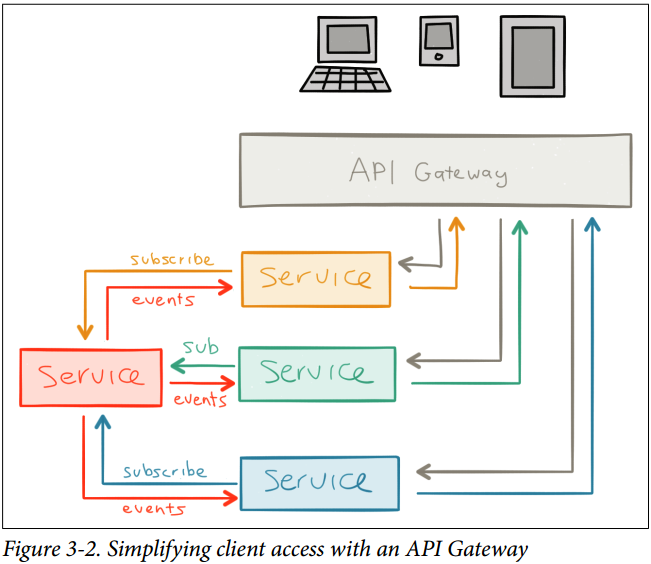 API Gateway
subscribe
Service
events
sub
Service
Service
events
subscribe
Service
events
Figure 3-2. Simplifying client access with an API Gateway